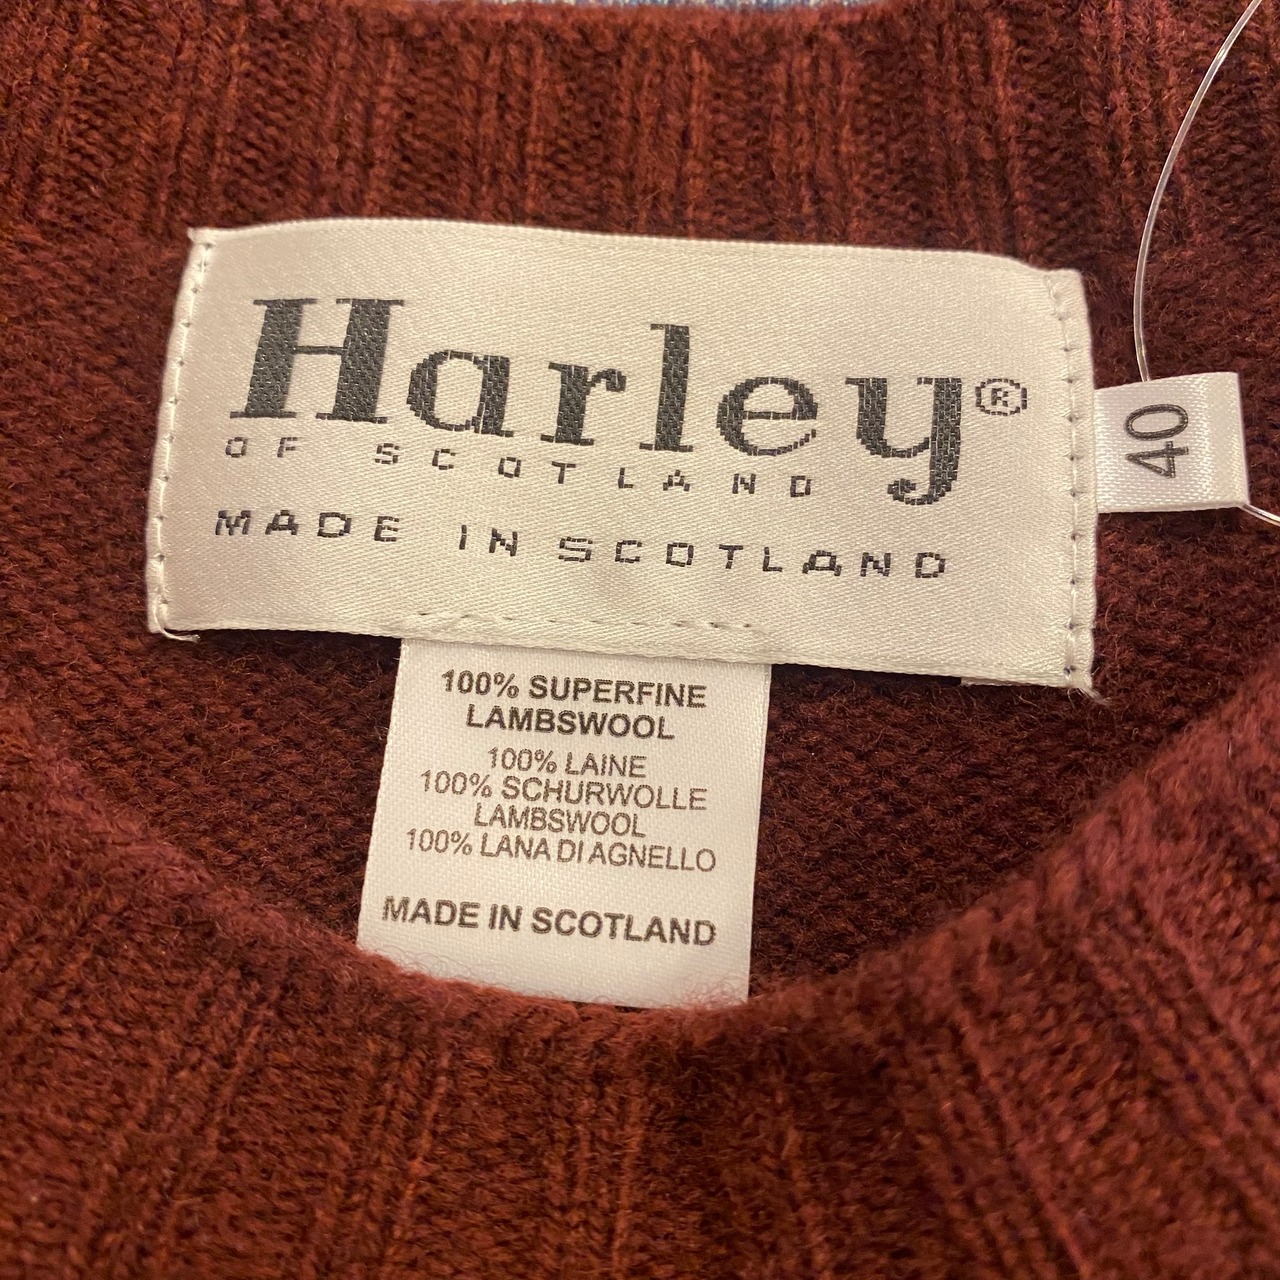 Harley®
OF SCOTLAND
MADE IN SCOTLAND
40
100% SUPERFINE
LAMBSWOOL
100% LAINE
100% SCHURWOLLE
LAMBSWOOL
100% LANA DI AGNELLO
MADE IN SCOTLAND